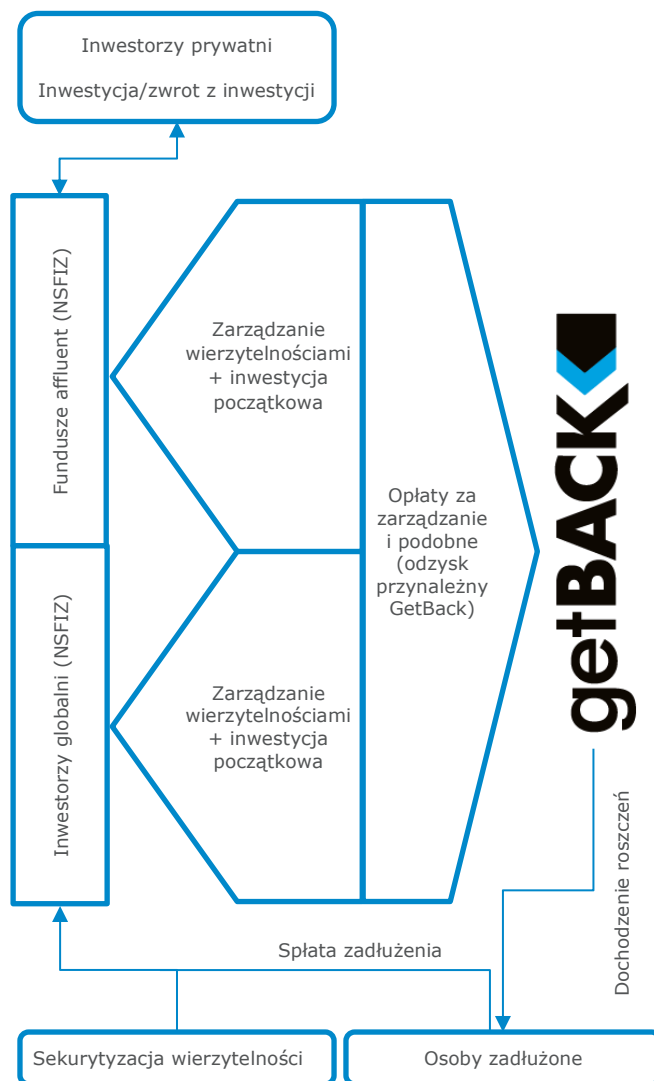 Inwestorzy prywatni
Inwestycja/zwrot z inwestycji
Fundusze affluent (NSFIZ)
Zarządzanie
wierzytelnościami
+ inwestycja
początkowa
Opłaty za
zarządzanie
i podobne
(odzysk
przynależny
GetBack)
getBACK
Inwestorzy globalni (NSFIZ)
Zarządzanie
wierzytelnościami
+ inwestycja
początkowa
Dochodzenie roszczeń
Spłata zadłużenia
Sekurytyzacja wierzytelności
Osoby zadłużone